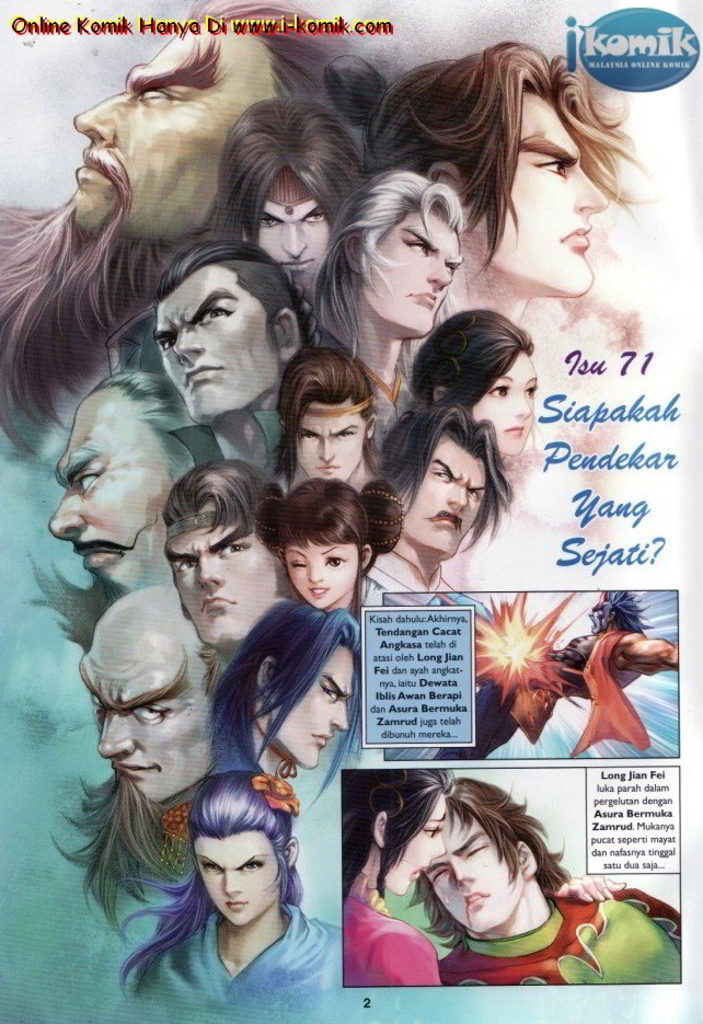 Online Komik Hanya Di www.i-komik.com
ikomik
MALAYSIA ONLINE KOMIK
Isu 71
Siapakah
Pendekar
Yang
Sejati?
Kisah dahulu: Akhirnya,
Tendangan Cacat
Angkasa telah di
atasi oleh Long Jian
Fei dan ayah angkat-
nya, iaitu Dewata
Iblis Awan Berapi
dan Asura Bermuka
Zamrud juga telah
dibunuh mereka...
Long Jian Fei
luka parah dalam
pergelutan dengan
Asura Bermuka
Zamrud. Mukanya
pucat seperti mayat
dan nafasnya tinggal
satu dua saja...
2